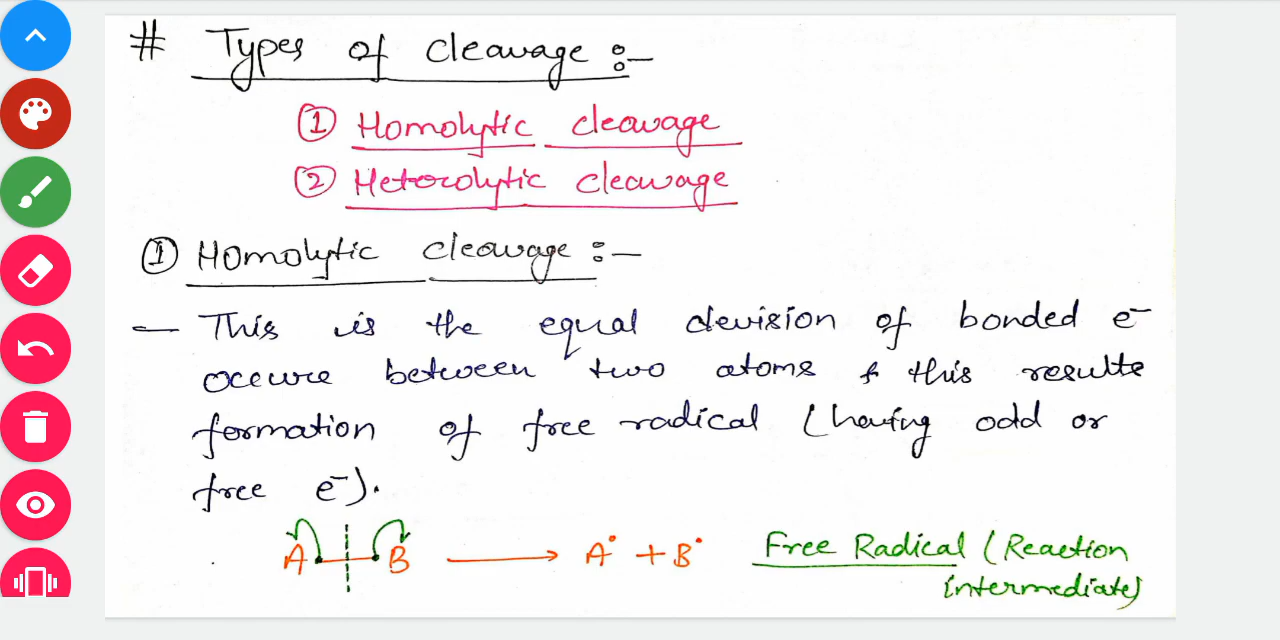 # Types of cleavage :-
① Homolytic cleavage
② Heterolytic cleavage
① Homolytic cleavage :-
— This is the equal devision of bonded e⁻
occure between two atoms & this results
formation of free radical (having odd or
free e⁻).
A — B ⟶ A• + B• Free Radical (Reaction
intermediate)